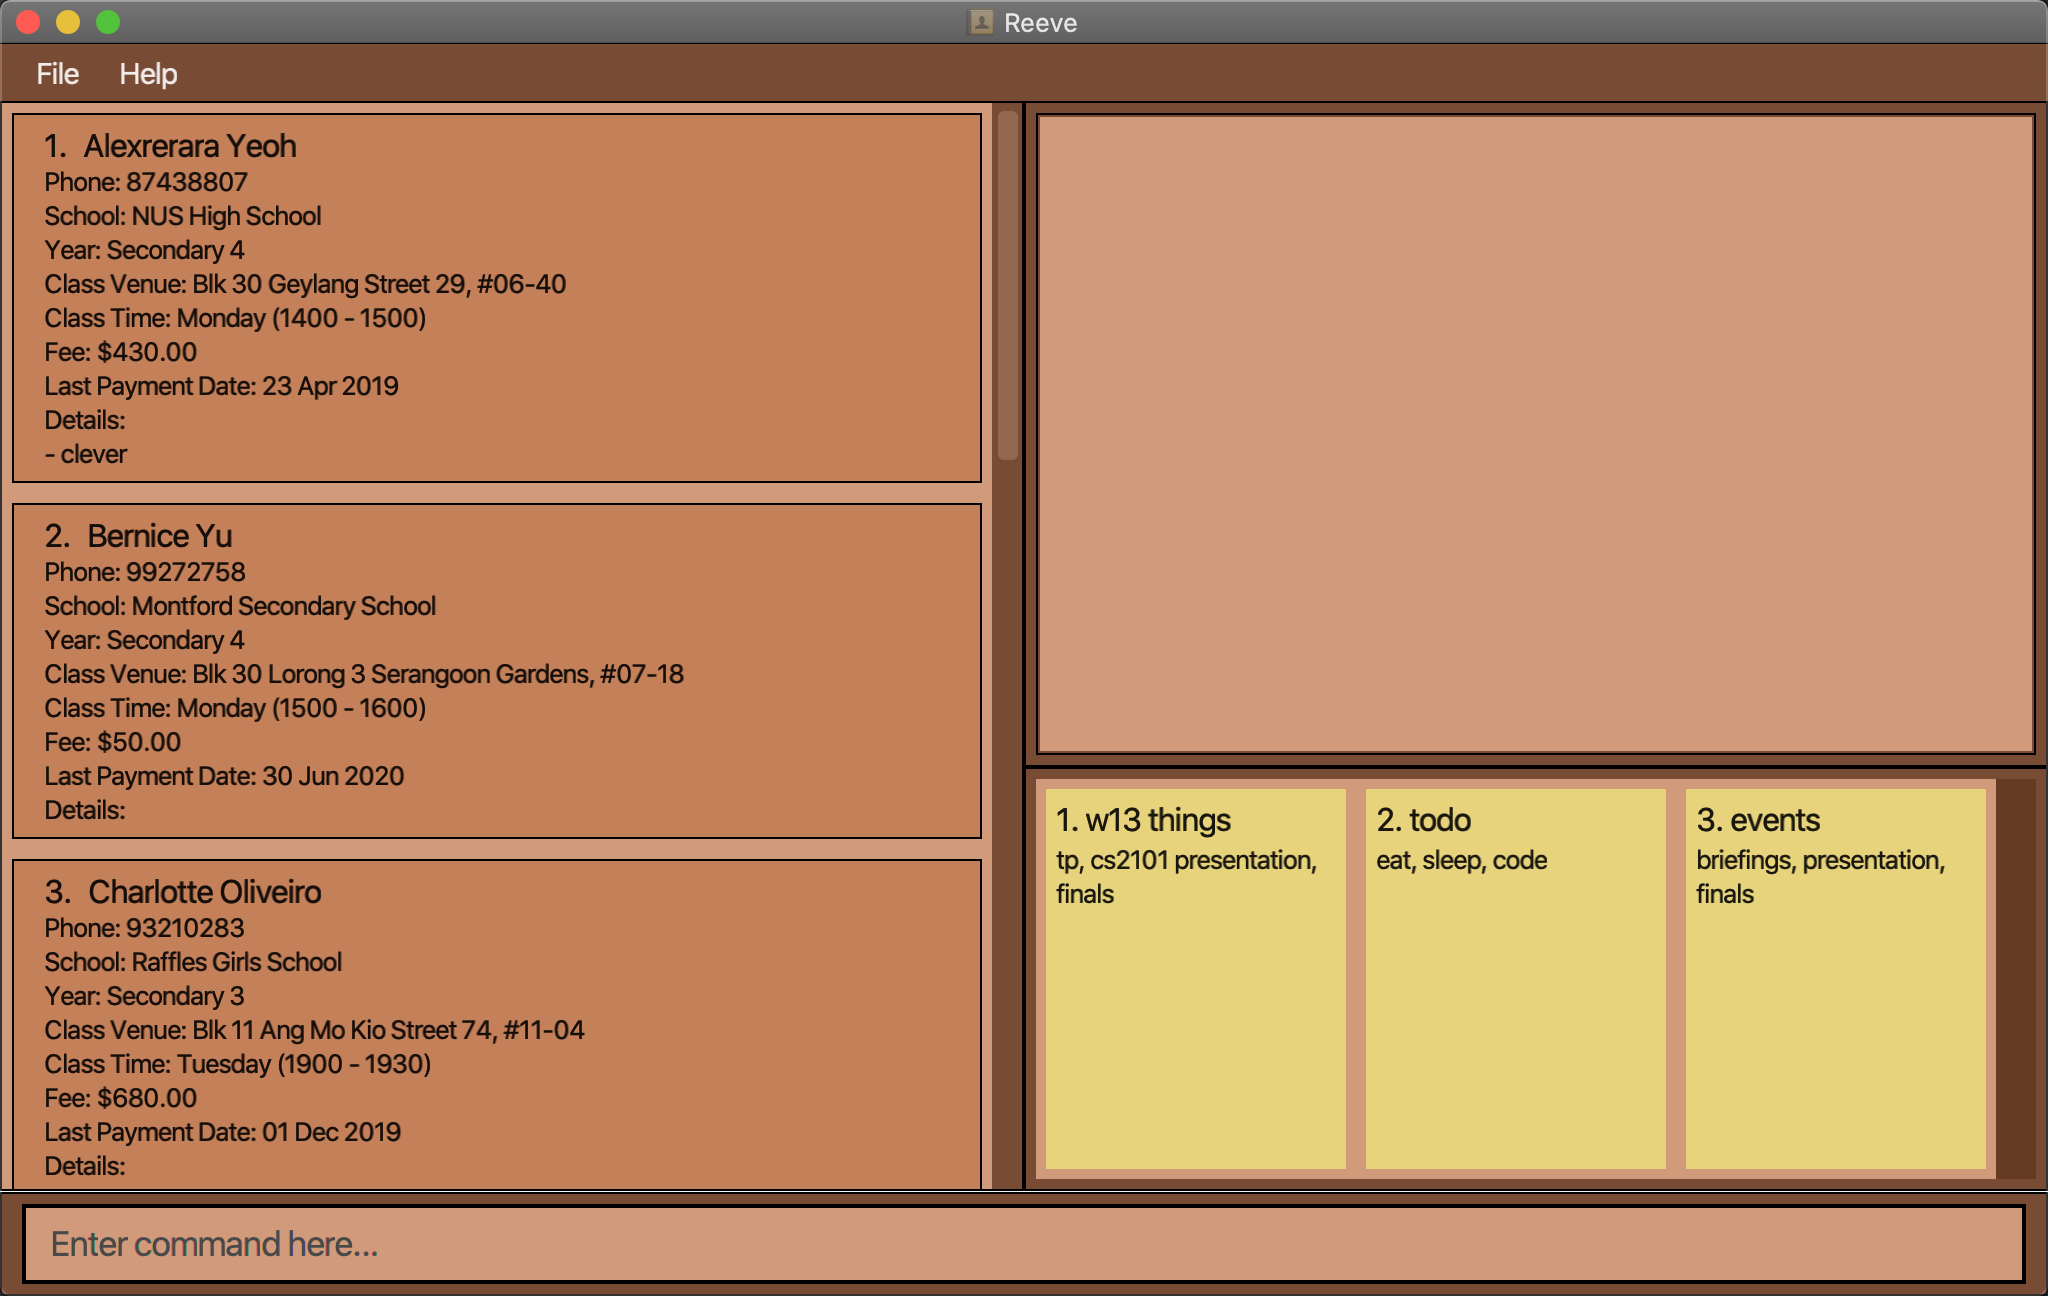 Reeve
File Help
1. Alexrerara Yeoh
Phone: 87438807
School: NUS High School
Year: Secondary 4
Class Venue: Blk 30 Geylang Street 29, #06-40
Class Time: Monday (1400 - 1500)
Fee: $430.00
Last Payment Date: 23 Apr 2019
Details:
- clever
2. Bernice Yu
Phone: 99272758
School: Montford Secondary School
Year: Secondary 4
Class Venue: Blk 30 Lorong 3 Serangoon Gardens, #07-18
Class Time: Monday (1500 - 1600)
Fee: $50.00
Last Payment Date: 30 Jun 2020
Details:
3. Charlotte Oliveiro
Phone: 93210283
School: Raffles Girls School
Year: Secondary 3
Class Venue: Blk 11 Ang Mo Kio Street 74, #11-04
Class Time: Tuesday (1900 - 1930)
Fee: $680.00
Last Payment Date: 01 Dec 2019
Details:
1. w13 things
tp, cs2101 presentation,
finals
2. todo
eat, sleep, code
3. events
briefings, presentation,
finals
Enter command here...